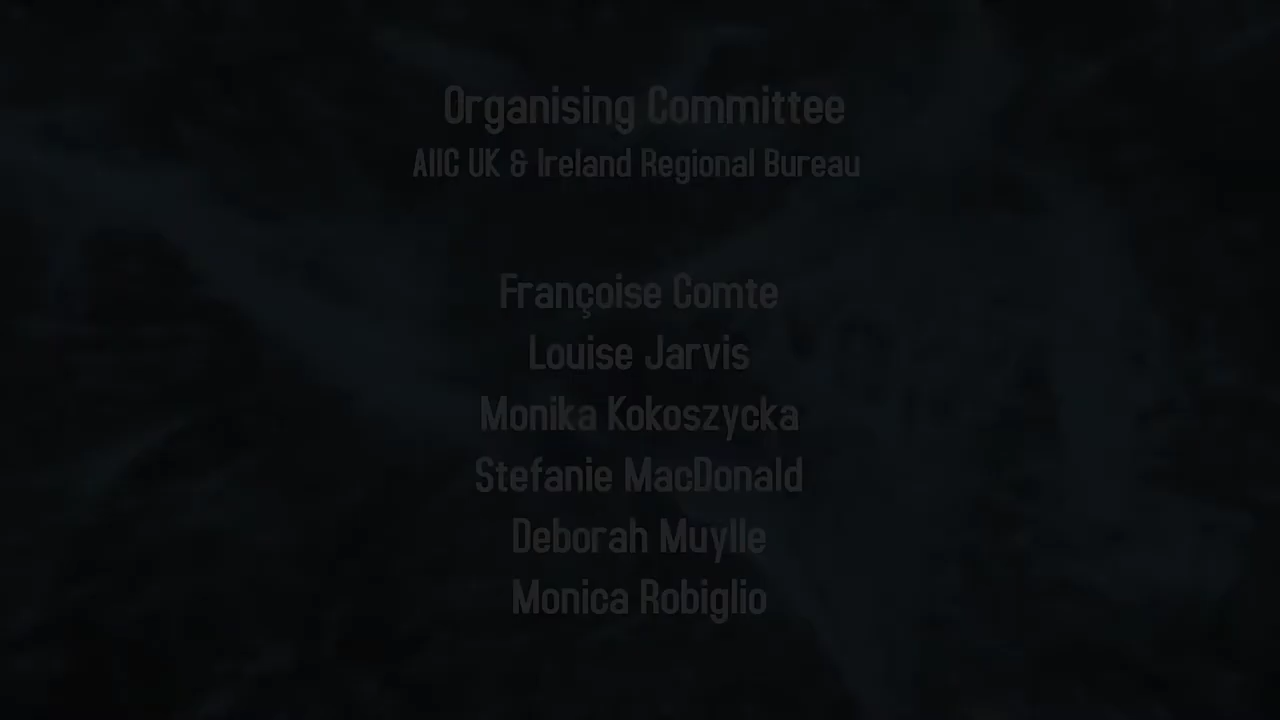 Organising Committee
AIIC UK & Ireland Regional Bureau
Françoise Comte
Louise Jarvis
Monika Kokoszycka
Stefanie MacDonald
Deborah Muylle
Monica Robiglio